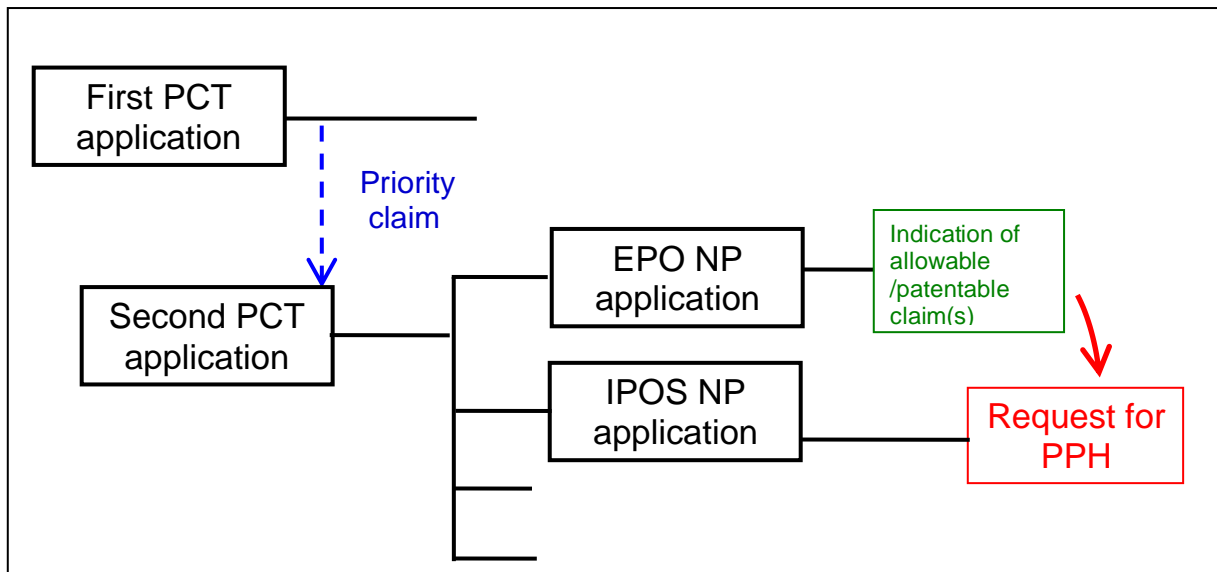 First PCT
application
Priority
claim
Second PCT
application
EPO NP
application
Indication of
allowable
/patentable
claim(s)
IPOS NP
application
Request for
PPH